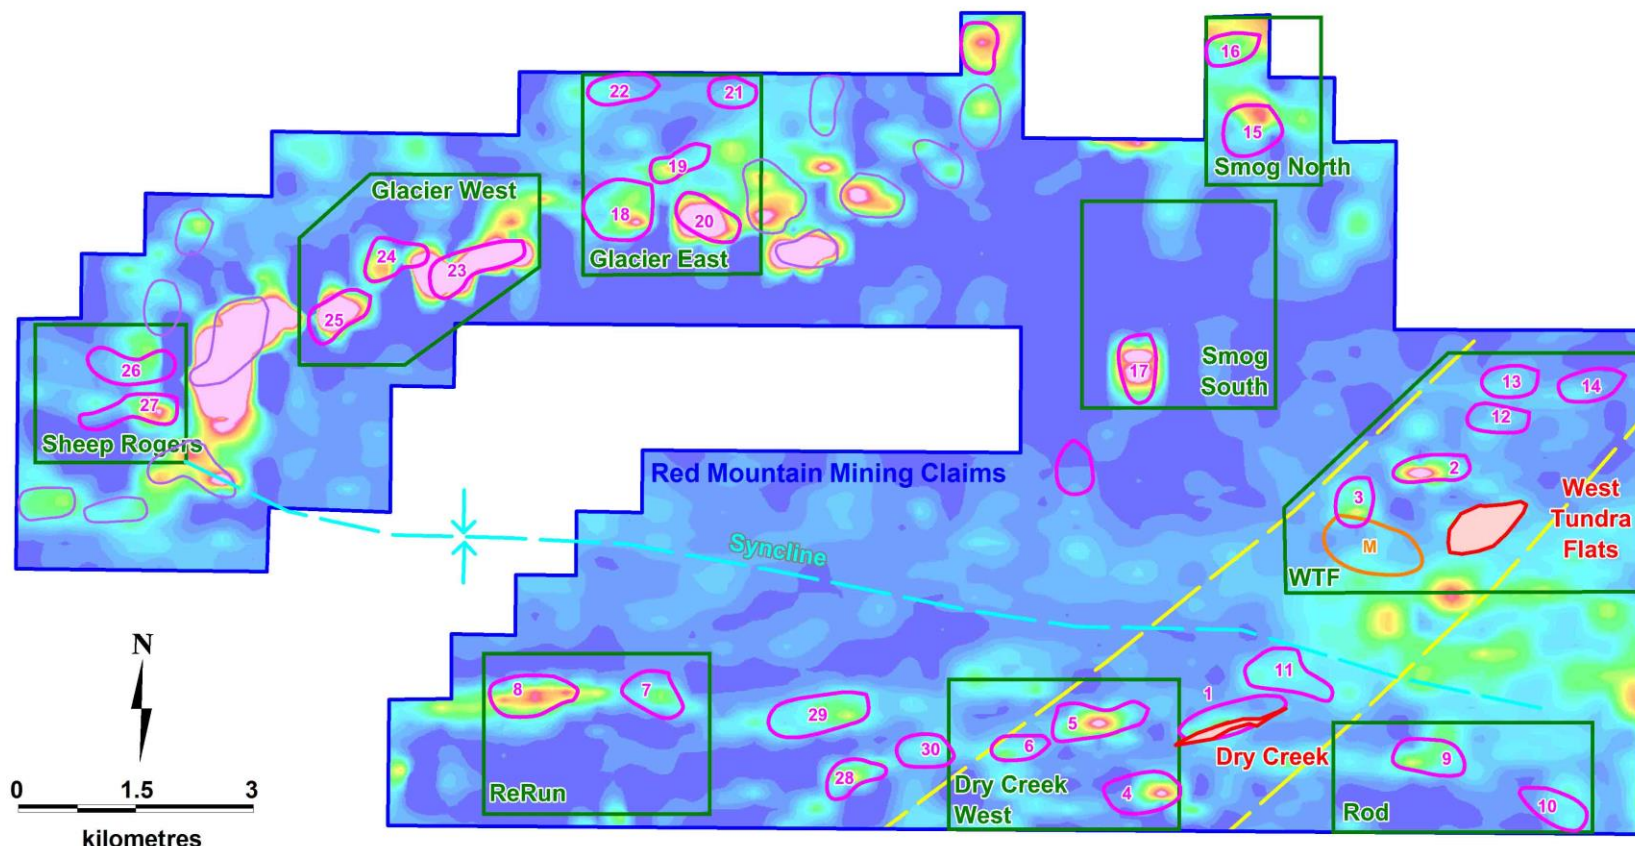 16
22
21
15
Smog North
19
Glacier West
18
20
24
Glacier East
23
25
Smog
South
17
26
27
13
14
12
Sheep Rogers
Red Mountain Mining Claims
2
3
West
Tundra
Flats
Syncline
M
WTF
N
11
8
7
1
29
5
6
30
Dry Creek
9
28
ReRun
Dry Creek
West
4
Rod
10
0
1.5
3
kilometres